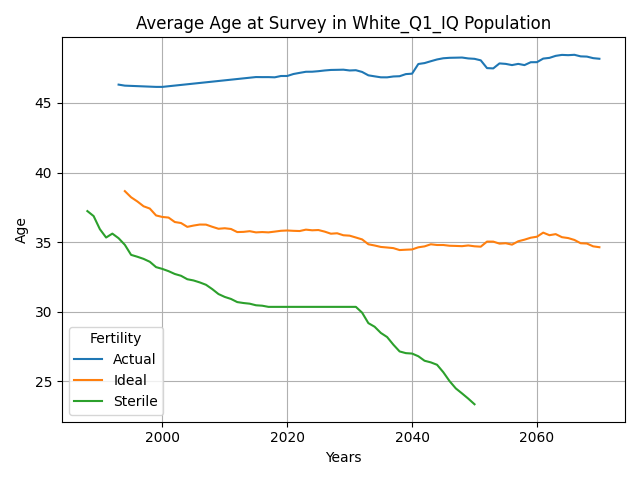 Average Age at Survey in White_Q1_IQ Population
Age
45
40
35
30
25
Fertility
Actual
Ideal
Sterile
2000
2020
2040
2060
Years